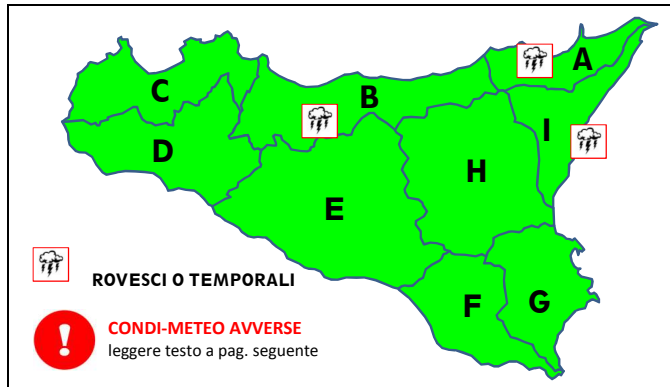 A
C
B
I
D
H
E
ROVESCI O TEMPORALI
F
G
CONDI-METEO AVVERSE
leggere testo a pag. seguente
!